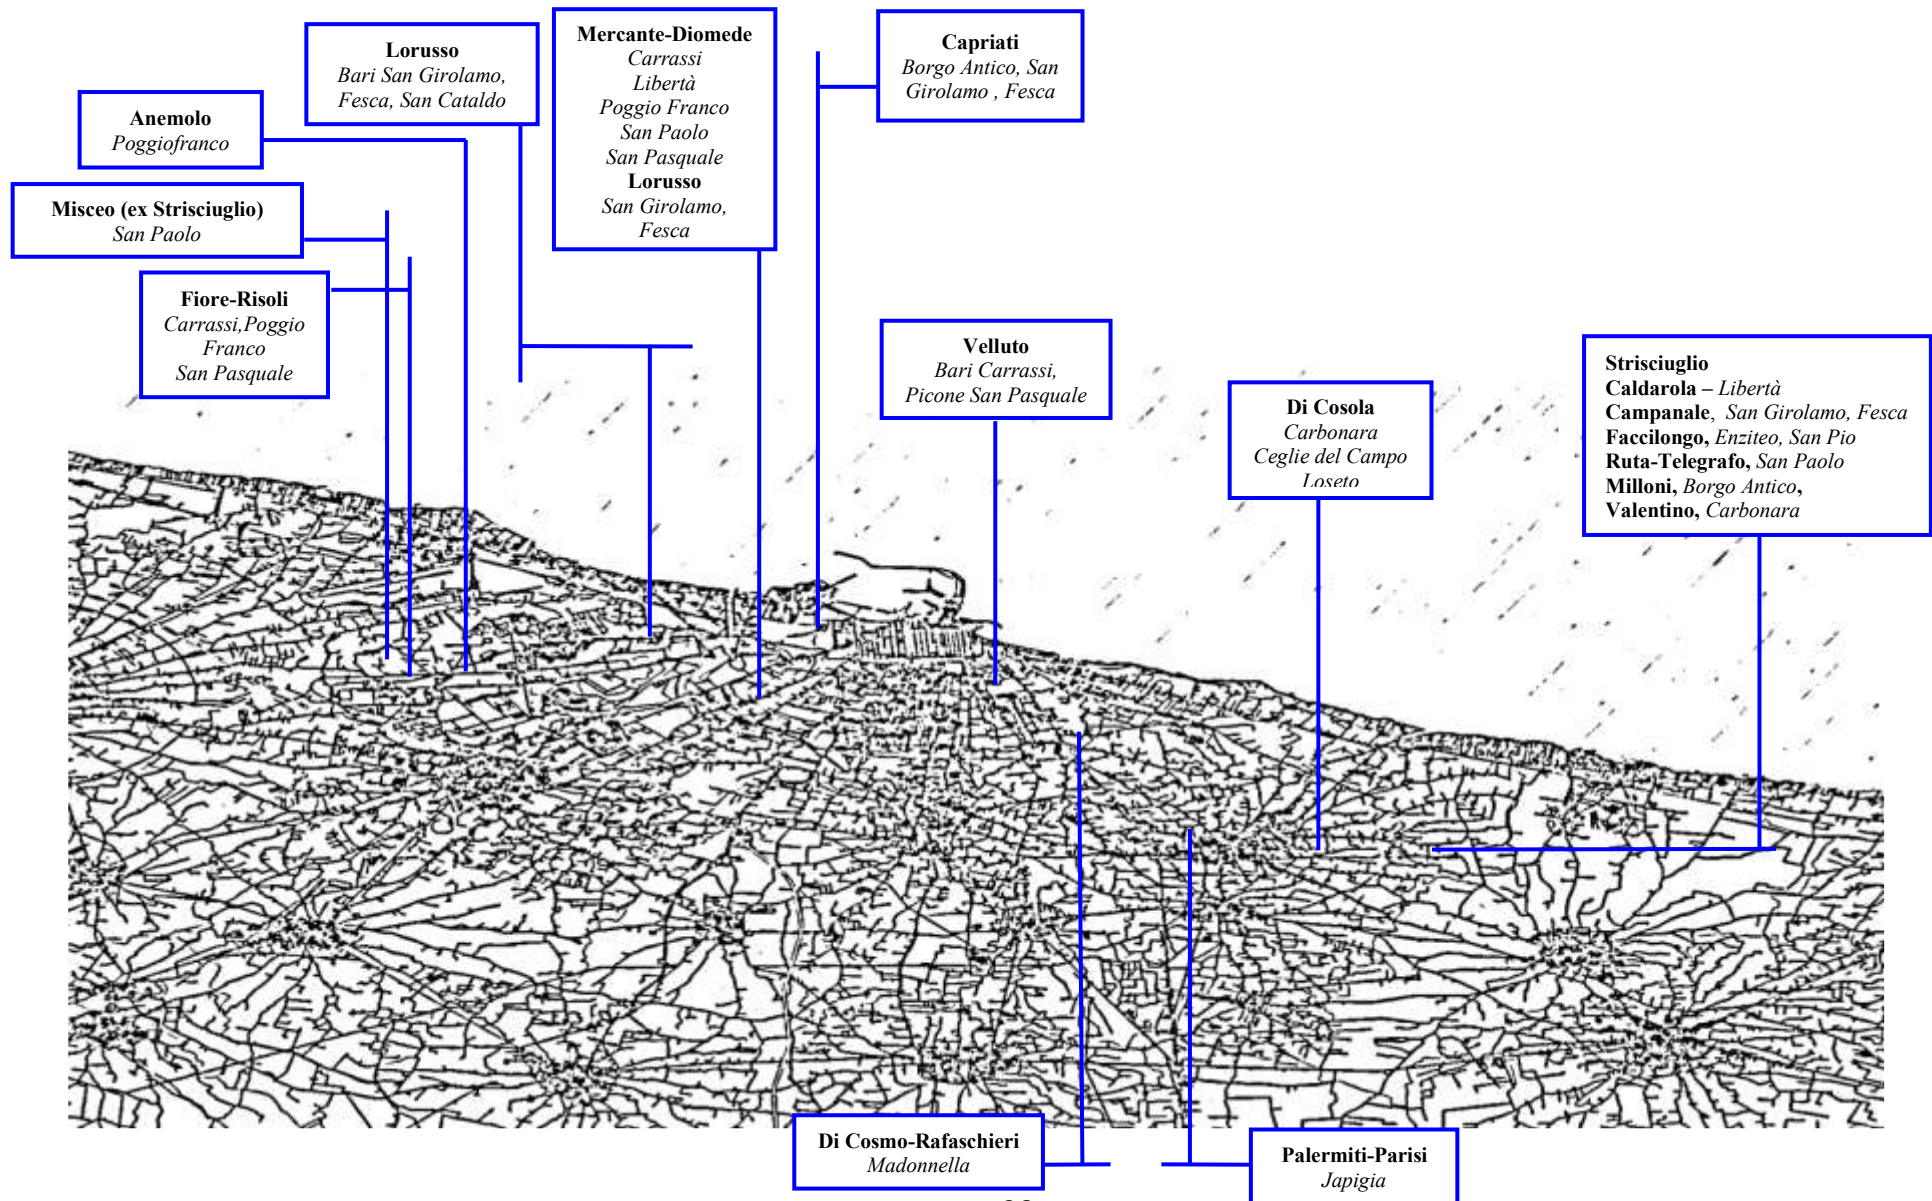 Lorusso
Bari San Girolamo,
Fesca, San Cataldo
Mercante-Diomede
Carrassi
Libertà
Poggio Franco
San Paolo
San Pasquale
Lorusso
San Girolamo,
Fesca
Capriati
Borgo Antico, San
Girolamo , Fesca
Anemolo
Poggiofranco
Misceo (ex Strisciuglio)
San Paolo
Fiore-Risoli
Carrassi,Poggio
Franco
San Pasquale
Velluto
Bari Carrassi,
Picone San Pasquale
Di Cosola
Carbonara
Ceglie del Campo
Loseto
Strisciuglio
Caldarola – Libertà
Campanale, San Girolamo, Fesca
Faccilongo, Enziteo, San Pio
Ruta-Telegrafo, San Paolo
Milloni, Borgo Antico,
Valentino, Carbonara
Di Cosmo-Rafaschieri
Madonnella
Palermiti-Parisi
Japigia